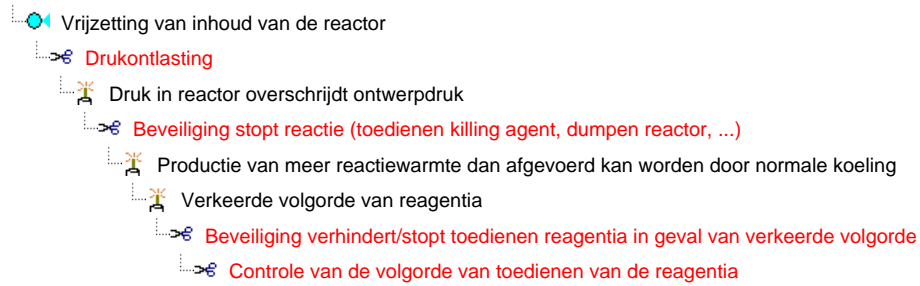 Vrijzetting van inhoud van de reactor
Drukontlasting
Druk in reactor overschrijdt ontwerpdruk
Beveiliging stopt reactie (toedienen killing agent, dumpen reactor, ...)
Productie van meer reactiewarmte dan afgevoerd kan worden door normale koeling
Verkeerde volgorde van reagentia
Beveiliging verhindert/stopt toedienen reagentia in geval van verkeerde volgorde
Controle van de volgorde van toedienen van de reagentia